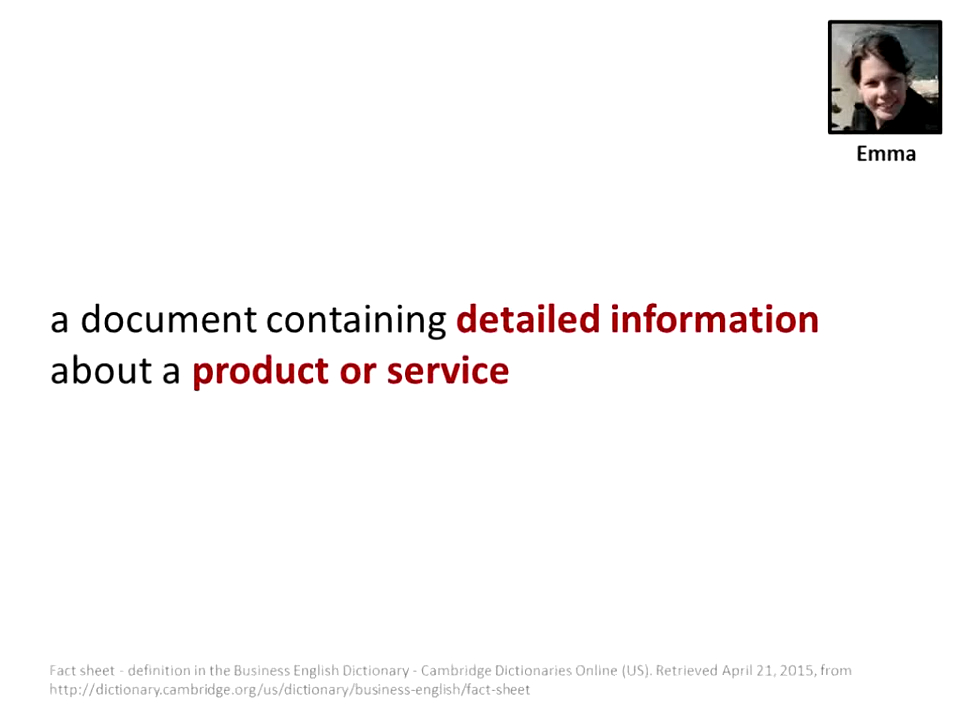 Emma
a document containing detailed information
about a product or service
Fact sheet - definition in the Business English Dictionary - Cambridge Dictionaries Online (US). Retrieved April 21, 2015, from
http://dictionary.cambridge.org/us/dictionary/business-english/fact-sheet